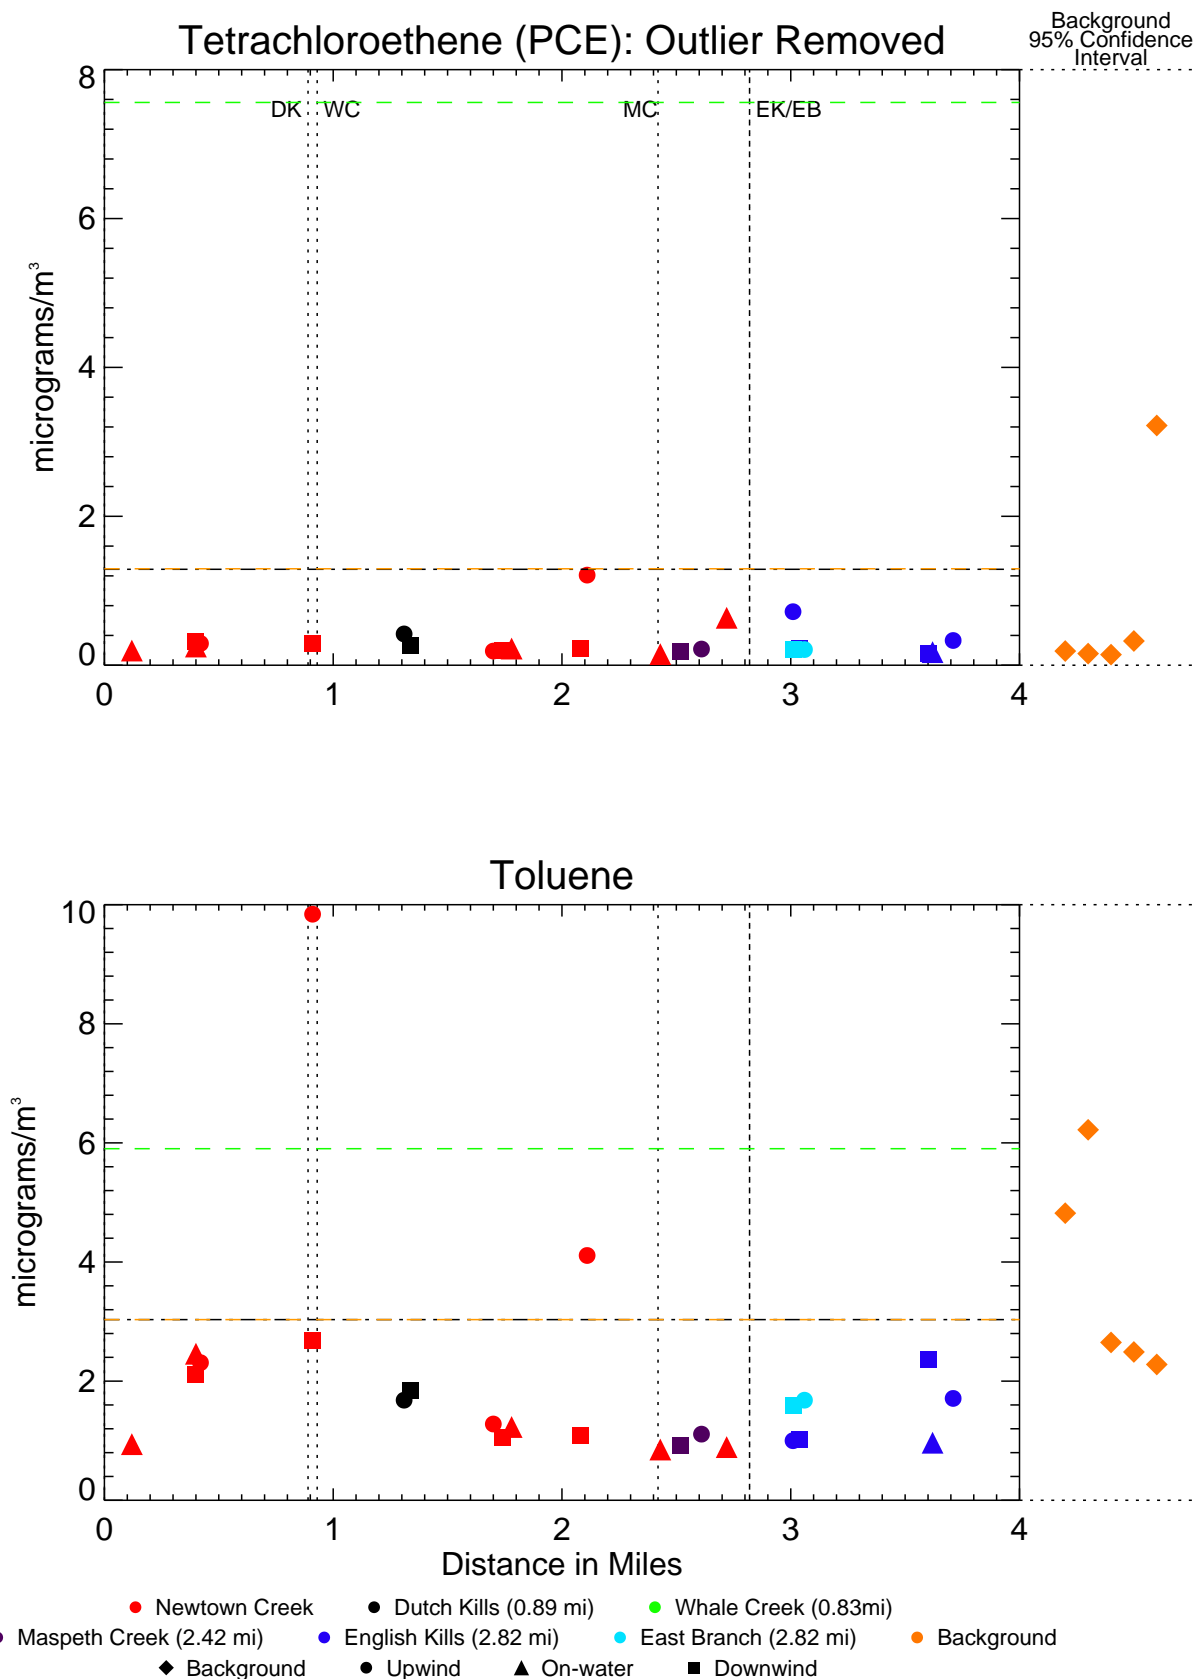 Tetrachloroethene (PCE): Outlier Removed
Background
95% Confidence
Interval
8
6
4
2
0
DK
WC
MC
EK/EB
micrograms/m³
0 1 2 3 4
Toluene
10
8
6
4
2
0
micrograms/m³
0 1 2 3 4
Distance in Miles
Newtown Creek Dutch Kills (0.89 mi) Whale Creek (0.83mi)
Maspeth Creek (2.42 mi) English Kills (2.82 mi) East Branch (2.82 mi) Background
Background Upwind On-water Downwind